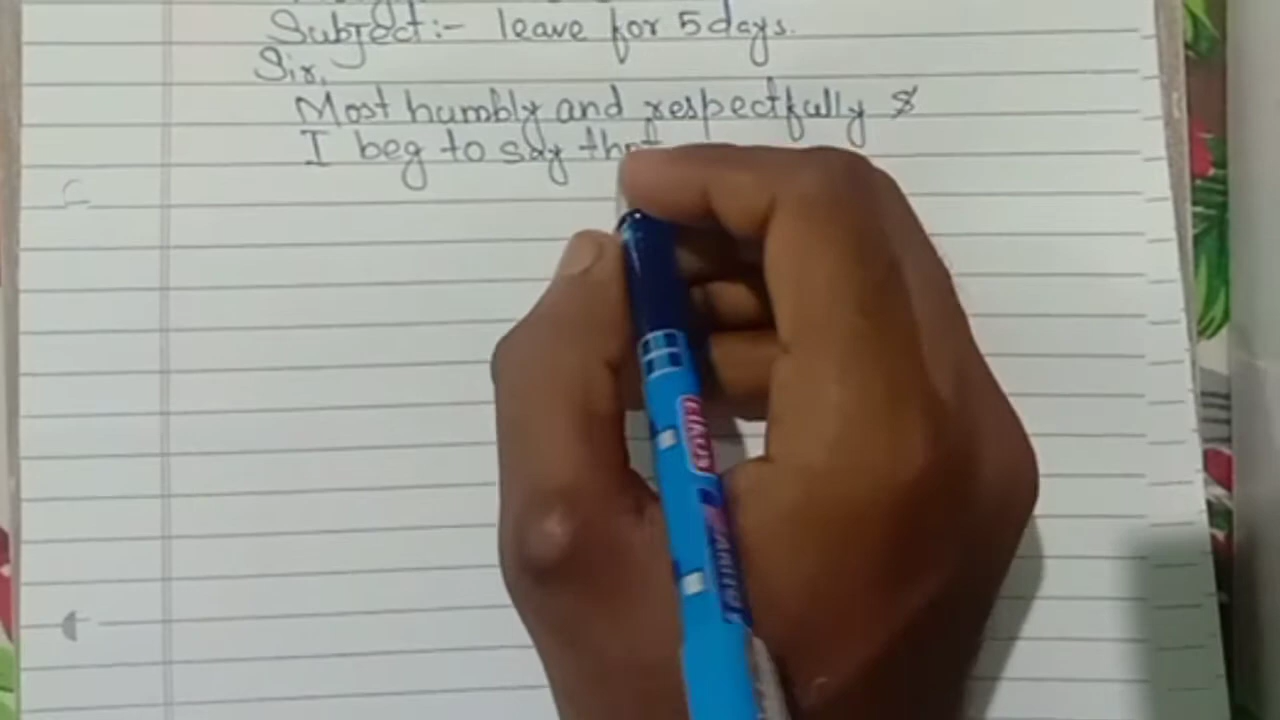 Subject:- leave for 5 days.
Sir,
Most humbly and respectfully
I beg to say that